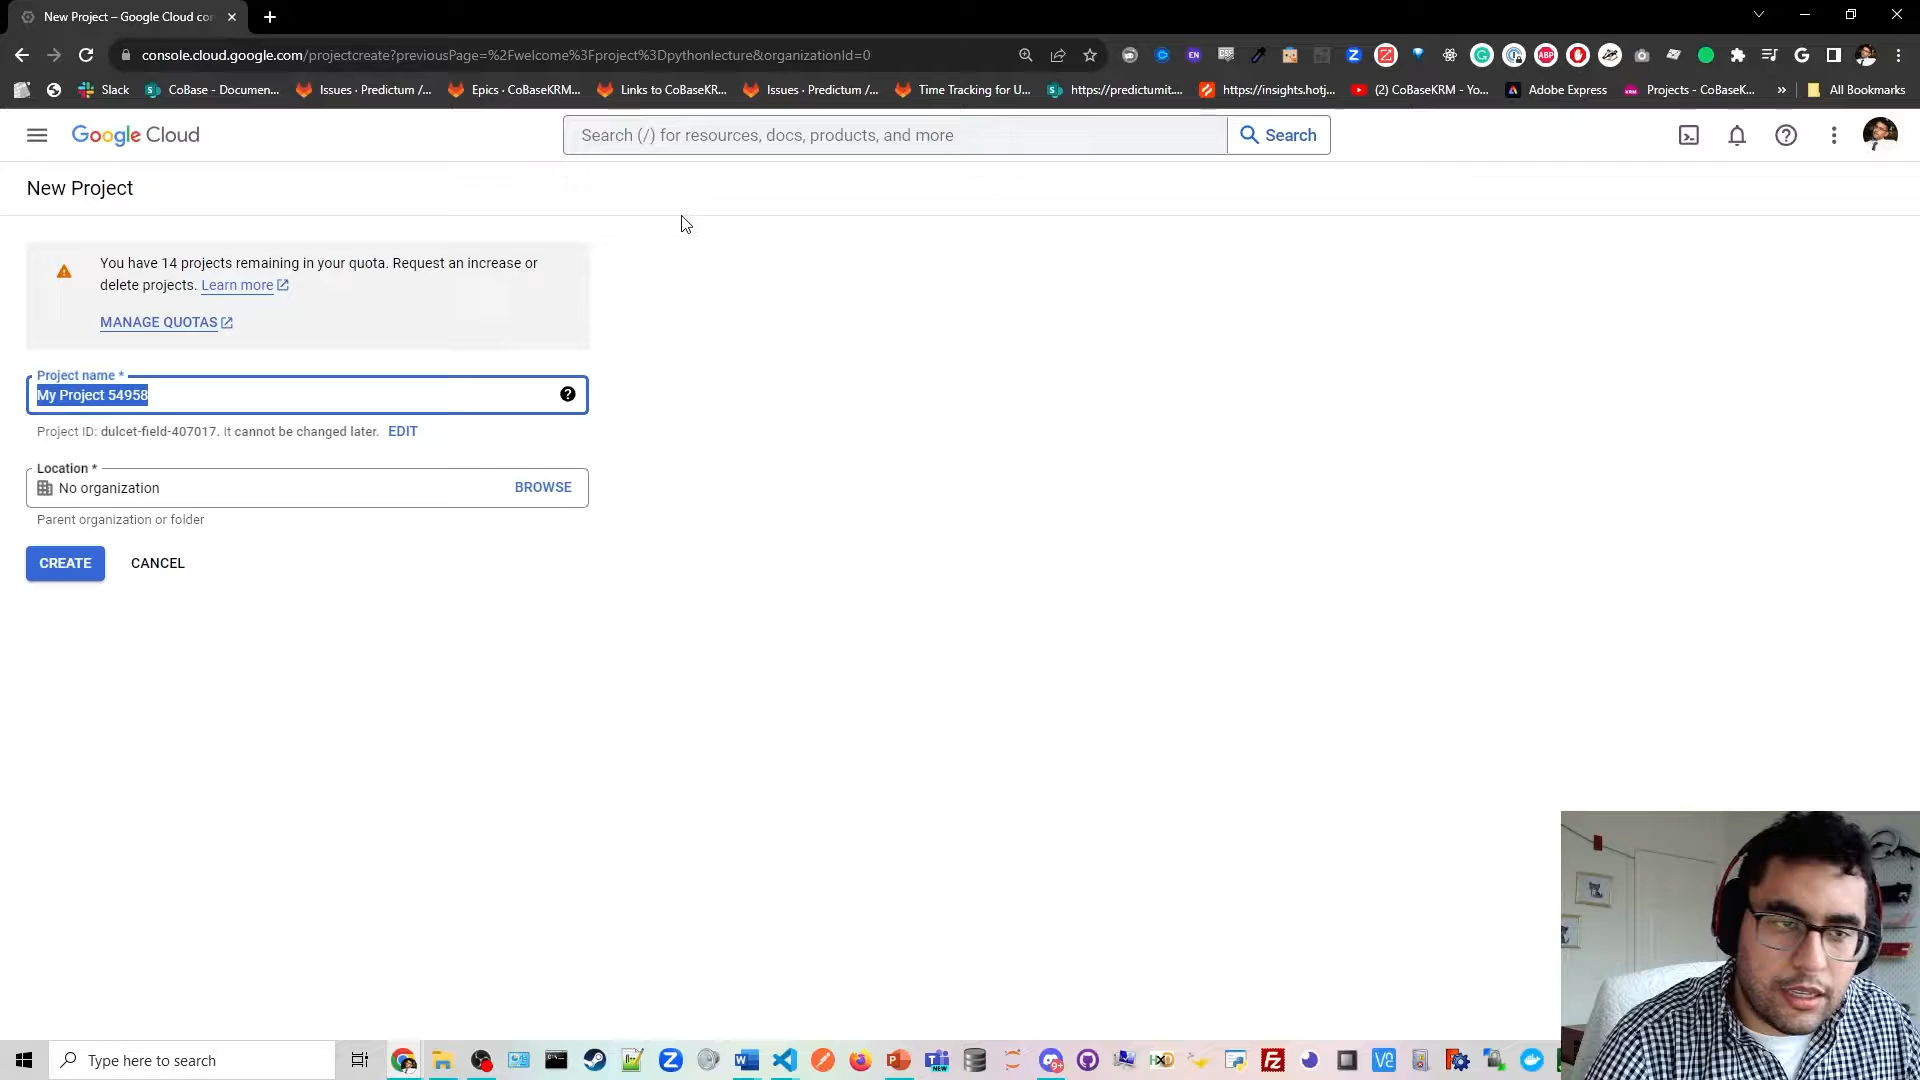 New Project – Google Cloud con
console.cloud.google.com/projectcreate?previousPage=%2Fwelcome%3Fproject%3Dpythonlecture&organizationId=0
Slack
CoBase - Documen...
Issues · Predictum /...
Epics · CoBaseKRM...
Links to CoBaseKR...
Issues · Predictum /...
Time Tracking for U...
https://predictumit....
https://insights.hotj...
(2) CoBaseKRM - Yo...
Adobe Express
Projects - CoBaseK...
»
All Bookmarks
Google Cloud
Search (/) for resources, docs, products, and more
Search
New Project
You have 14 projects remaining in your quota. Request an increase or
delete projects. Learn more
MANAGE QUOTAS
Project name *
My Project 54958
Project ID: dulcet-field-407017. It cannot be changed later. EDIT
Location *
No organization
BROWSE
Parent organization or folder
CREATE
CANCEL
Type here to search